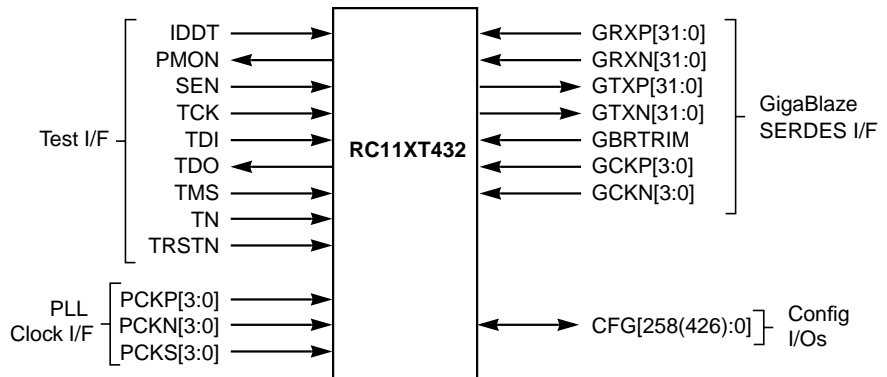 IDDT
PMON
SEN
TCK
TDI
TDO
TMS
TN
TRSTN
Test I/F
PCKP[3:0]
PCKN[3:0]
PCKS[3:0]
PLL
Clock I/F
RC11XT432
GRXP[31:0]
GRXN[31:0]
GTXP[31:0]
GTXN[31:0]
GBRTRIM
GCKP[3:0]
GCKN[3:0]
GigaBlaze
SERDES I/F
CFG[258(426):0]
Config
I/Os